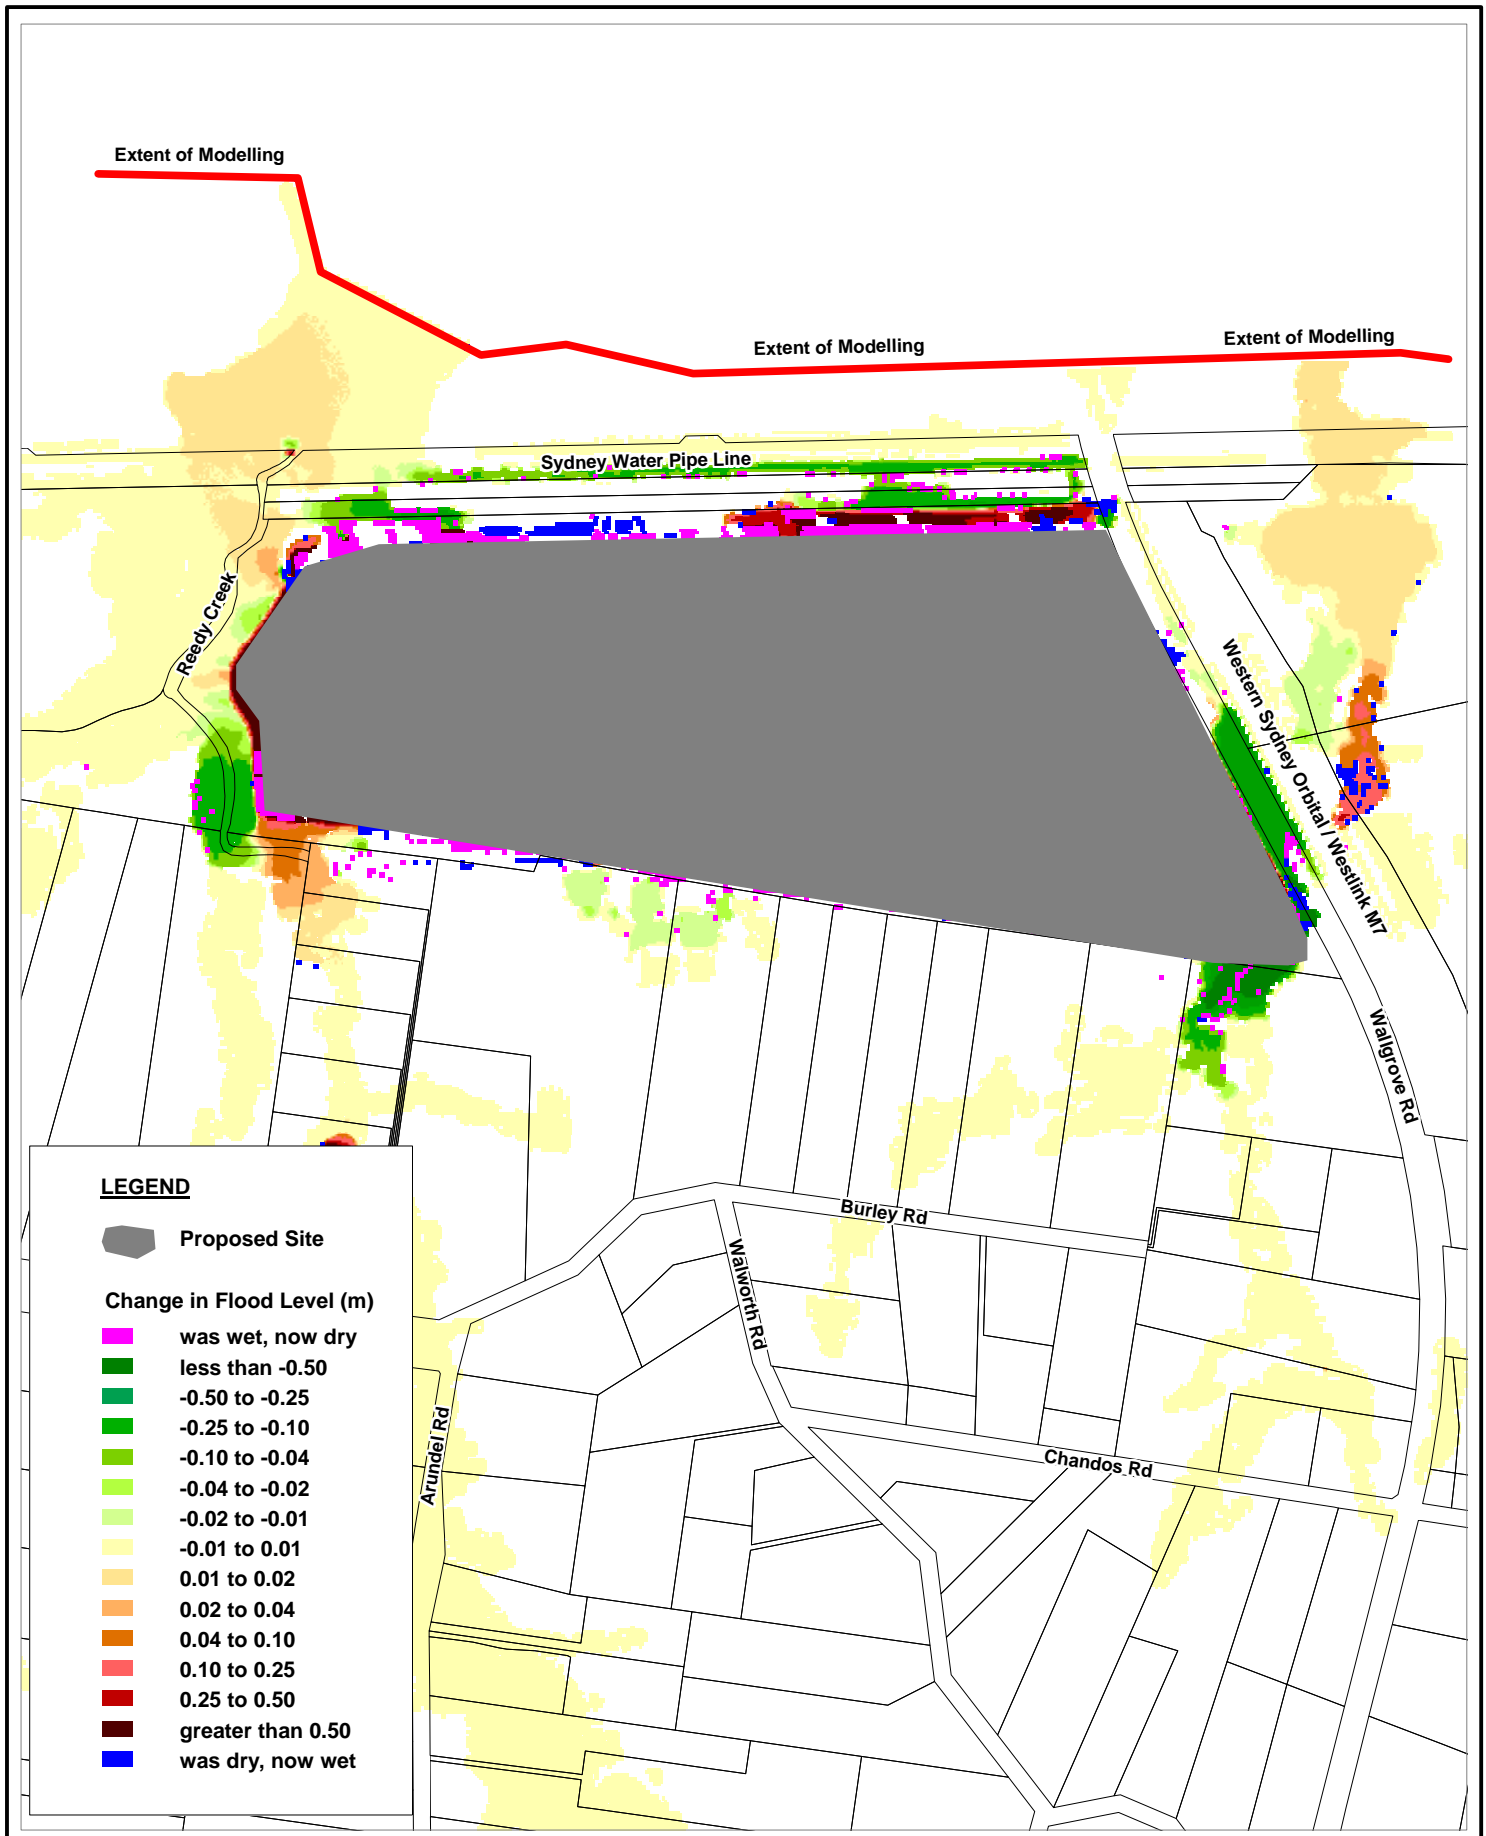 Extent of Modelling
Extent of Modelling
Extent of Modelling
Sydney Water Pipe Line
Reedy Creek
Western Sydney Orbital / Westlink M7
Wallgrove Rd
Burley Rd
Walworth Rd
Chandos Rd
Arundel Rd
LEGEND
Proposed Site
Change in Flood Level (m)
was wet, now dry
less than -0.50
-0.50 to -0.25
-0.25 to -0.10
-0.10 to -0.04
-0.04 to -0.02
-0.02 to -0.01
-0.01 to 0.01
0.01 to 0.02
0.02 to 0.04
0.04 to 0.10
0.10 to 0.25
0.25 to 0.50
greater than 0.50
was dry, now wet